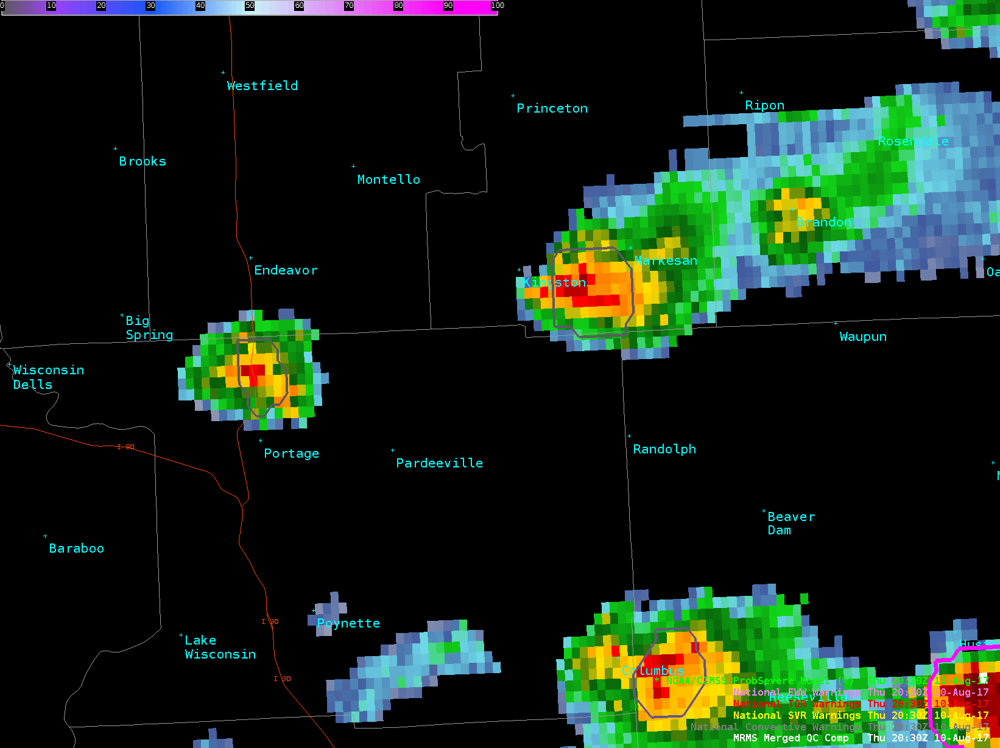 0 10 20 30 40 50 60 70 80 90 100
Westfield
Princeton
Ripon
Rosendale
Brooks
Montello
Brandon
Endeavor
Markesan
Kingston
Big
Spring
Waupun
Wisconsin
Dells
I 90
Portage
Pardeeville
Randolph
Beaver
Dam
Baraboo
I 90
Poynette
Lake
Wisconsin
Columbus
I 90
* NOAA/CIMSS ProbSevere Model (%) Thu 20:30Z 10-Aug-17
Reeseville
National EWW Warnings Thu 20:30Z 10-Aug-17
National TOR Warnings Thu 20:30Z 10-Aug-17
National SVR Warnings Thu 20:30Z 10-Aug-17
National Convective Warnings Thu 20:30Z 10-Aug-17
MRMS Merged QC Comp Thu 20:30Z 10-Aug-17